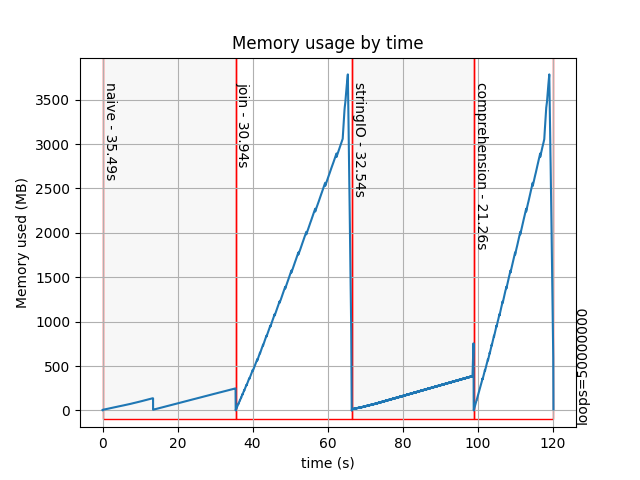 Memory usage by time
Memory used (MB)
3500
3000
2500
2000
1500
1000
500
0
naive - 35.49s
join - 30.94s
stringIO - 32.54s
comprehension - 21.26s
loops=50000000
0 20 40 60 80 100 120
time (s)